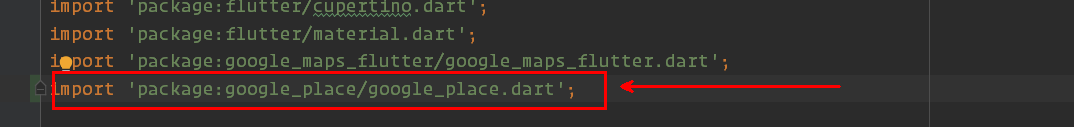 import 'package:flutter/cupertino.dart';
import 'package:flutter/material.dart';
import 'package:google_maps_flutter/google_maps_flutter.dart';
import 'package:google_place/google_place.dart';